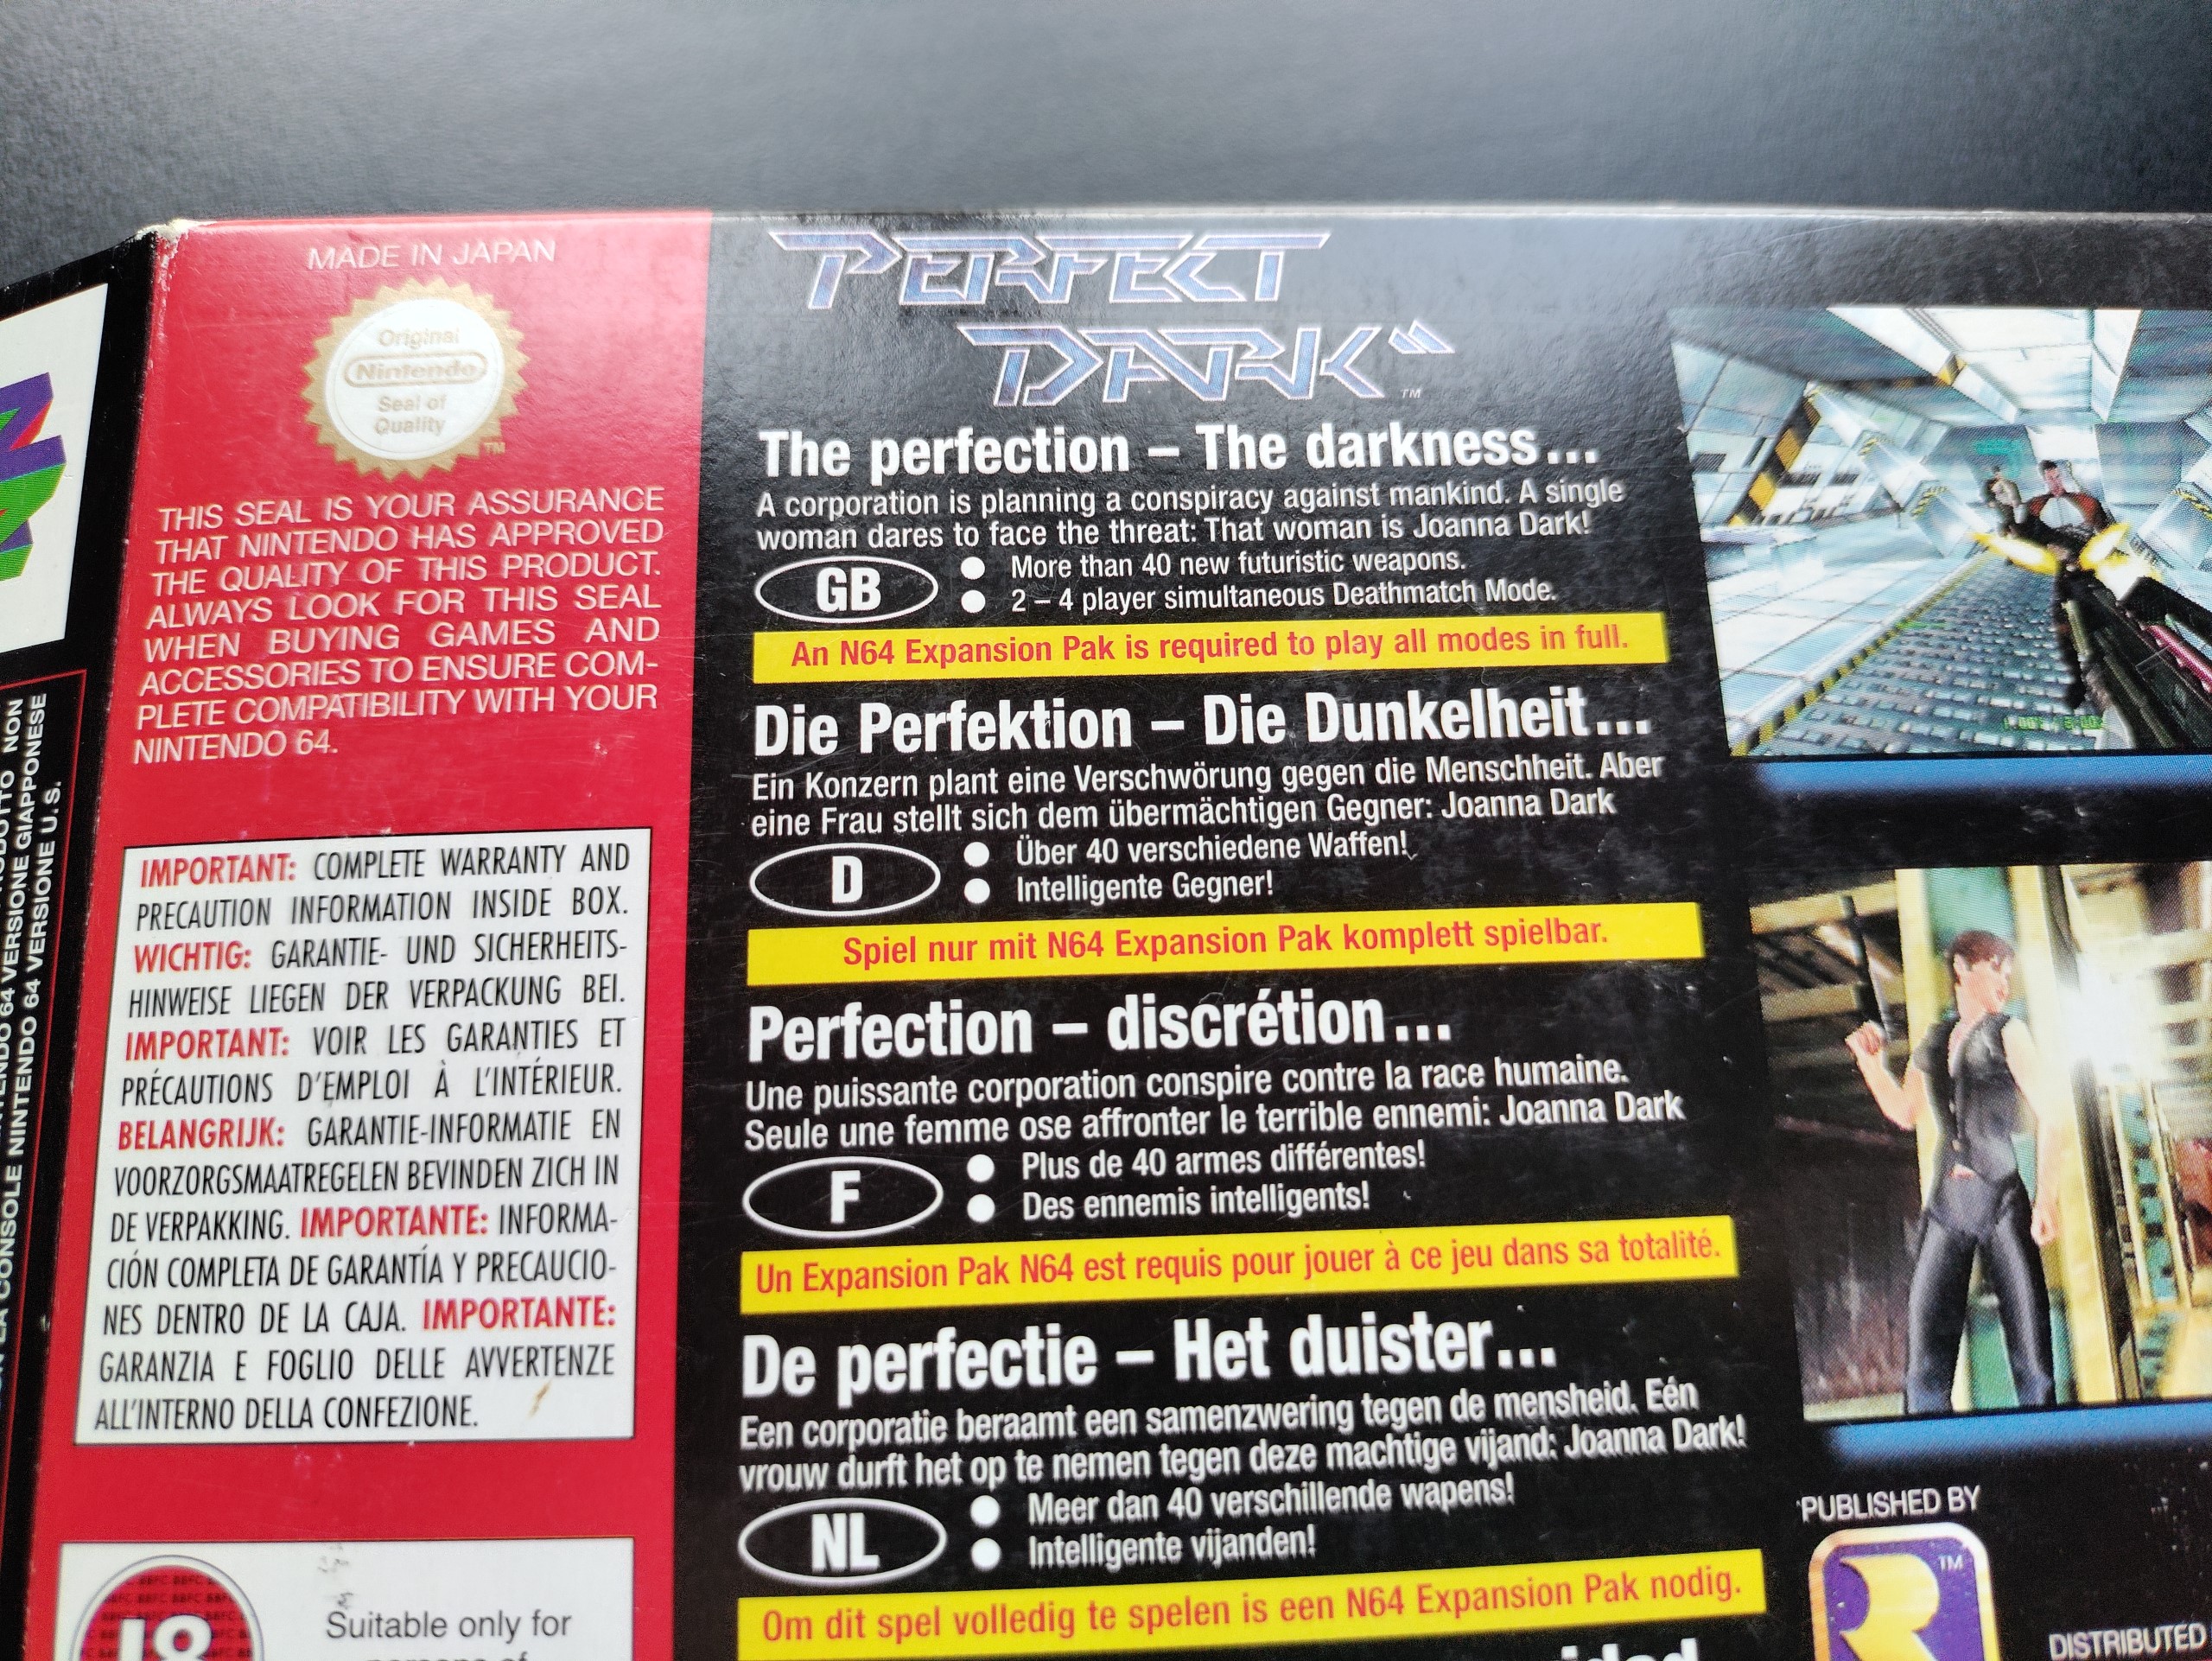 MADE IN JAPAN
Original
Nintendo
Seal of
Quality
TM
THIS SEAL IS YOUR ASSURANCE
THAT NINTENDO HAS APPROVED
THE QUALITY OF THIS PRODUCT.
ALWAYS LOOK FOR THIS SEAL
WHEN BUYING GAMES AND
ACCESSORIES TO ENSURE COM-
PLETE COMPATIBILITY WITH YOUR
NINTENDO 64.
IMPORTANT: COMPLETE WARRANTY AND
PRECAUTION INFORMATION INSIDE BOX.
WICHTIG: GARANTIE- UND SICHERHEITS-
HINWEISE LIEGEN DER VERPACKUNG BEI.
IMPORTANT: VOIR LES GARANTIES ET
PRÉCAUTIONS D'EMPLOI À L'INTÉRIEUR.
BELANGRIJK: GARANTIE-INFORMATIE EN
VOORZORGSMAATREGELEN BEVINDEN ZICH IN
DE VERPAKKING. IMPORTANTE: INFORMA-
CIÓN COMPLETA DE GARANTÍA Y PRECAUCIO-
NES DENTRO DE LA CAJA. IMPORTANTE:
GARANZIA E FOGLIO DELLE AVVERTENZE
ALL'INTERNO DELLA CONFEZIONE.
18
Suitable only for
NON
64 VERSIONE GIAPPONESE
LA CONSOLE NINTENDO 64 VERSIONE U.S.
PERFECT
DARK
TM
The perfection – The darkness...
A corporation is planning a conspiracy against mankind. A single
woman dares to face the threat: That woman is Joanna Dark!
GB
● More than 40 new futuristic weapons.
● 2 – 4 player simultaneous Deathmatch Mode.
An N64 Expansion Pak is required to play all modes in full.
Die Perfektion – Die Dunkelheit...
Ein Konzern plant eine Verschwörung gegen die Menschheit. Aber
eine Frau stellt sich dem übermächtigen Gegner: Joanna Dark
D
● Über 40 verschiedene Waffen!
● Intelligente Gegner!
Spiel nur mit N64 Expansion Pak komplett spielbar.
Perfection – discrétion...
Une puissante corporation conspire contre la race humaine.
Seule une femme ose affronter le terrible ennemi: Joanna Dark
F
● Plus de 40 armes différentes!
● Des ennemis intelligents!
Un Expansion Pak N64 est requis pour jouer à ce jeu dans sa totalité.
De perfectie – Het duister...
Een corporatie beraamt een samenzwering tegen de mensheid. Eén
vrouw durft het op te nemen tegen deze machtige vijand: Joanna Dark!
NL
● Meer dan 40 verschillende wapens!
● Intelligente vijanden!
Om dit spel volledig te spelen is een N64 Expansion Pak nodig.
PUBLISHED BY
TM
R
DISTRIBUTED